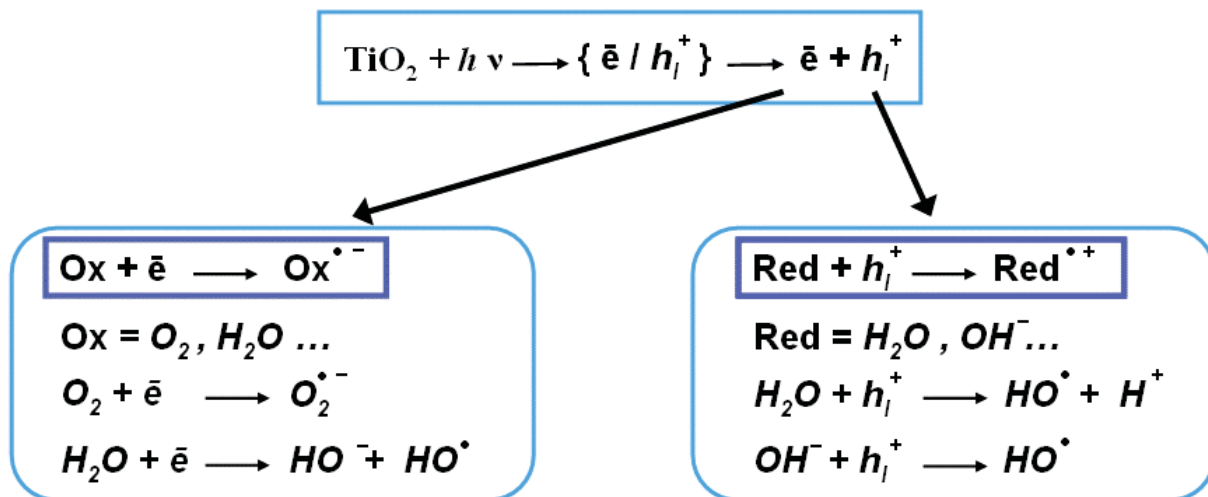 TiO₂ + h ν ⟶ { ē / hₗ⁺ } ⟶ ē + hₗ⁺
Ox + ē ⟶ Ox•⁻
Ox = O₂ , H₂O ...
O₂ + ē ⟶ O₂•⁻
H₂O + ē ⟶ HO⁻ + HO•
Red + hₗ⁺ ⟶ Red•⁺
Red = H₂O , OH⁻...
H₂O + hₗ⁺ ⟶ HO• + H⁺
OH⁻ + hₗ⁺ ⟶ HO•